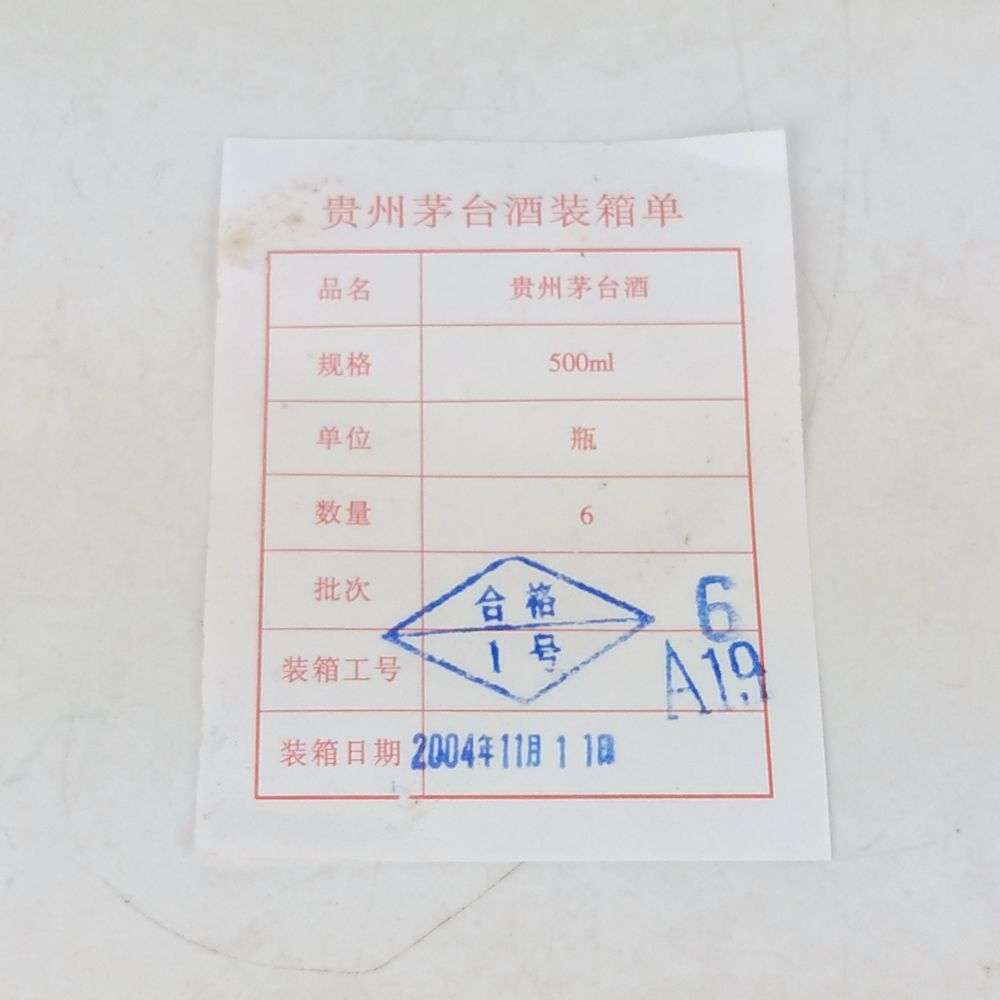 贵州茅台酒装箱单
品名 贵州茅台酒
规格 500ml
单位 瓶
数量 6
批次 合格 6
装箱工号 1号 A19
装箱日期 2004年11月11日